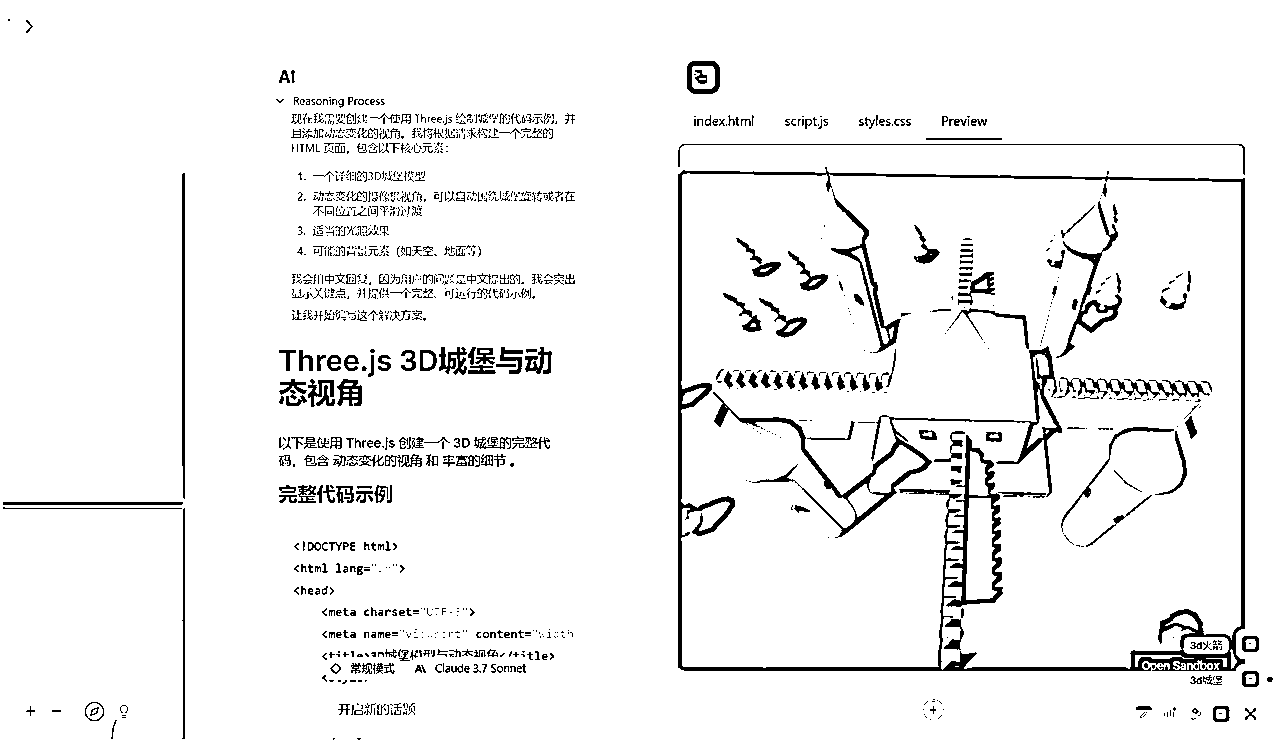 AI
Reasoning Process
现在我需要创建一个使用 Three.js 绘制城堡的代码示例，并
且添加动态变化的视角。我将根据请求构建一个完整的
HTML 页面，包含以下核心元素：
1. 一个详细的3D城堡模型
2. 动态变化的摄像机视角，可以自动围绕城堡旋转或者在
不同位置之间平滑过渡
3. 适当的光照效果
4. 可能的背景元素（如天空、地面等）
我会用中文回复，因为用户的问题是中文提出的。我会突出
显示关键点，并提供一个完整、可运行的代码示例。
让我开始编写这个解决方案。
Three.js 3D城堡与动
态视角
以下是使用 Three.js 创建一个 3D 城堡的完整代
码，包含 动态变化的视角 和 丰富的细节 。
完整代码示例
<!DOCTYPE html>
<html lang="
<head>
<meta charset="UTF-8">
<meta name="viewport" content="width
<title>3D城堡模型与动态视角</title>
常规模式 Claude 3.7 Sonnet
开启新的话题
index.html script.js styles.css Preview
3d火箭
Open Sandbox
3d城堡